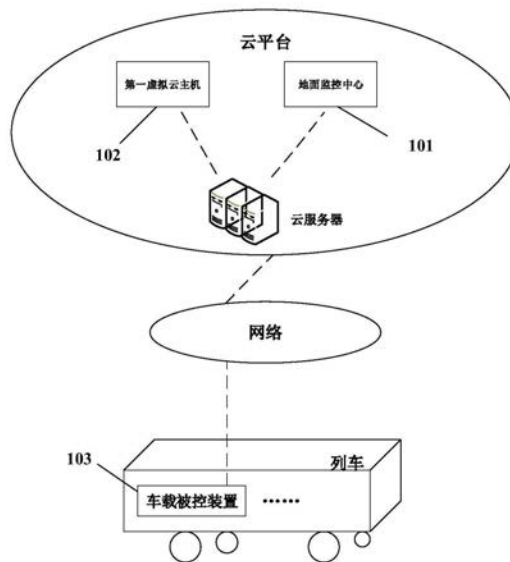 云平台
第一虚拟云主机
地面监控中心
102
101
云服务器
网络
列车
103
车载被控装置
……